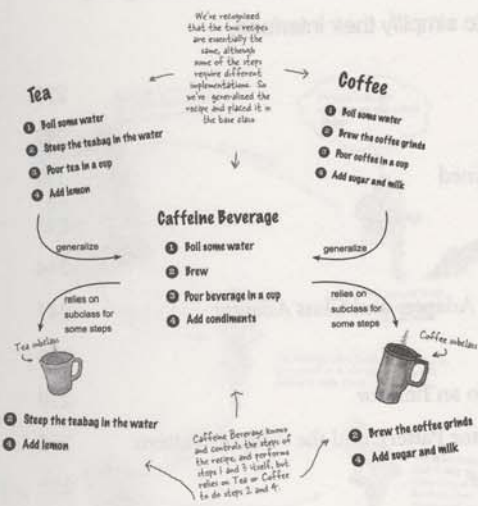 We've recognized
that the two recipes
are essentially the
same, although
some of the steps
require different
implementations. So
we've generalized the
recipe and placed it in
the base class.
Tea
1 Boil some water
2 Steep the teabag in the water
3 Pour tea in a cup
4 Add lemon
Coffee
1 Boil some water
2 Brew the coffee grinds
3 Pour coffee in a cup
4 Add sugar and milk
Caffeine Beverage
1 Boil some water
2 Brew
3 Pour beverage in a cup
4 Add condiments
generalize
generalize
relies on
subclass for
some steps
relies on
subclass for
some steps
Tea subclass
Coffee subclass
2 Steep the teabag in the water
4 Add lemon
Caffeine Beverage knows
and controls the steps of
the recipe, and performs
steps 1 and 3 itself, but
relies on Tea or Coffee
to do steps 2 and 4.
2 Brew the coffee grinds
4 Add sugar and milk